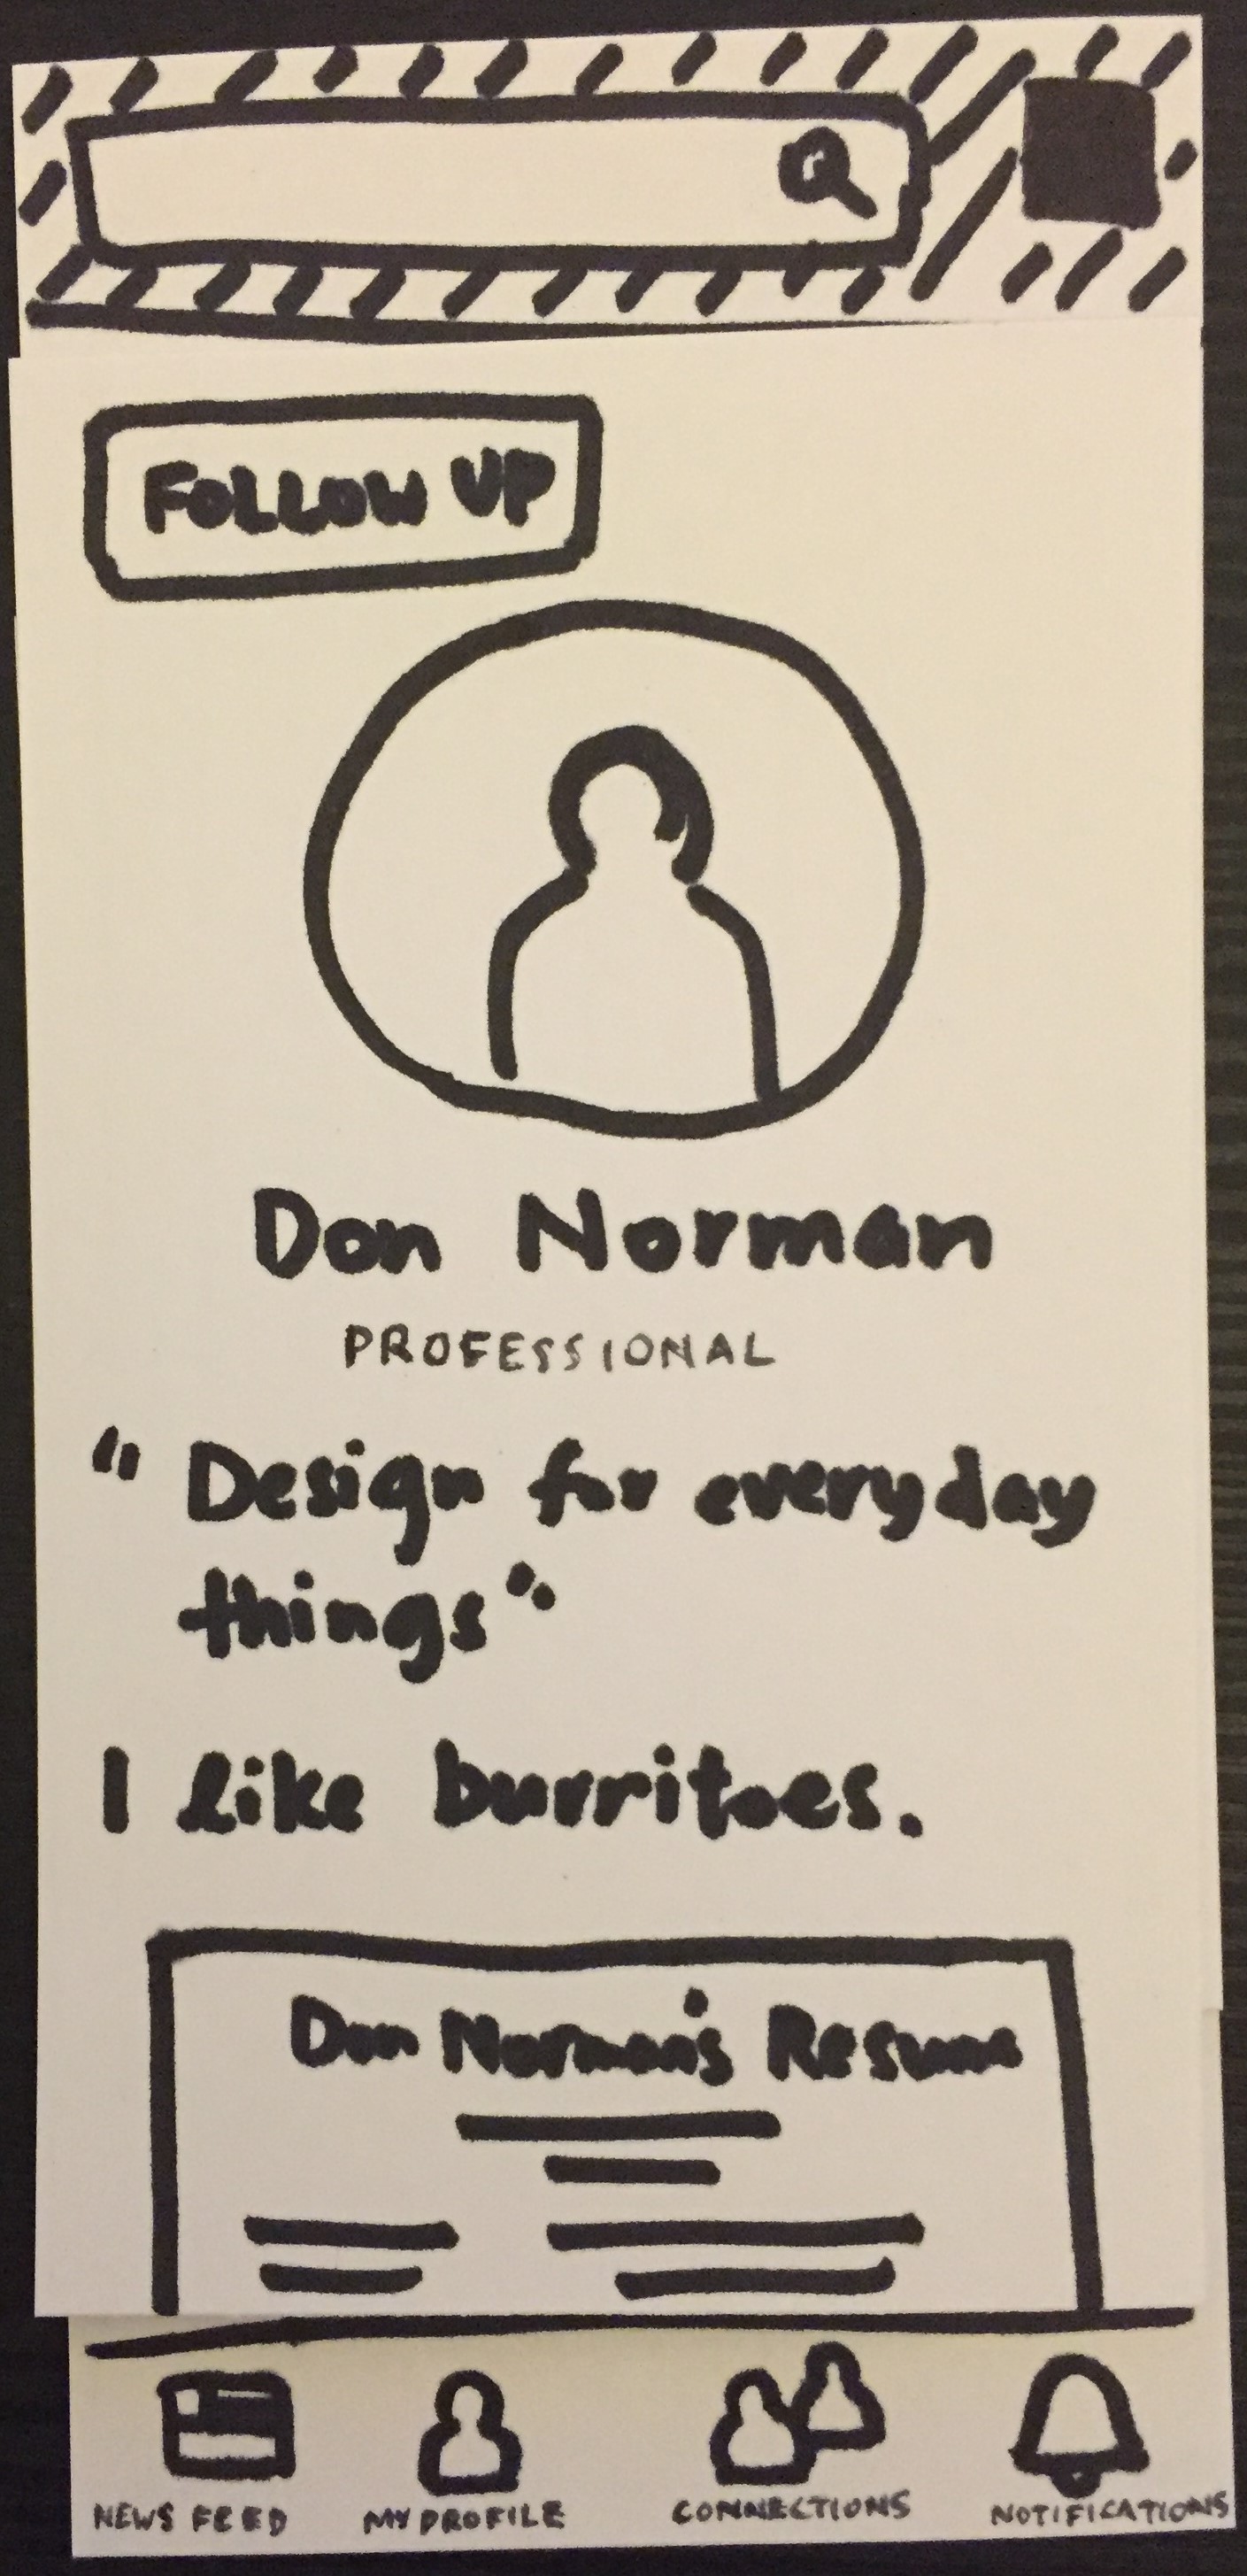 FOLLOW UP
Don Norman
PROFESSIONAL
“ Design for everyday
things”
I like burritoes.
Don Norman's Resume
NEWS FEED MY PROFILE CONNECTIONS NOTIFICATIONS